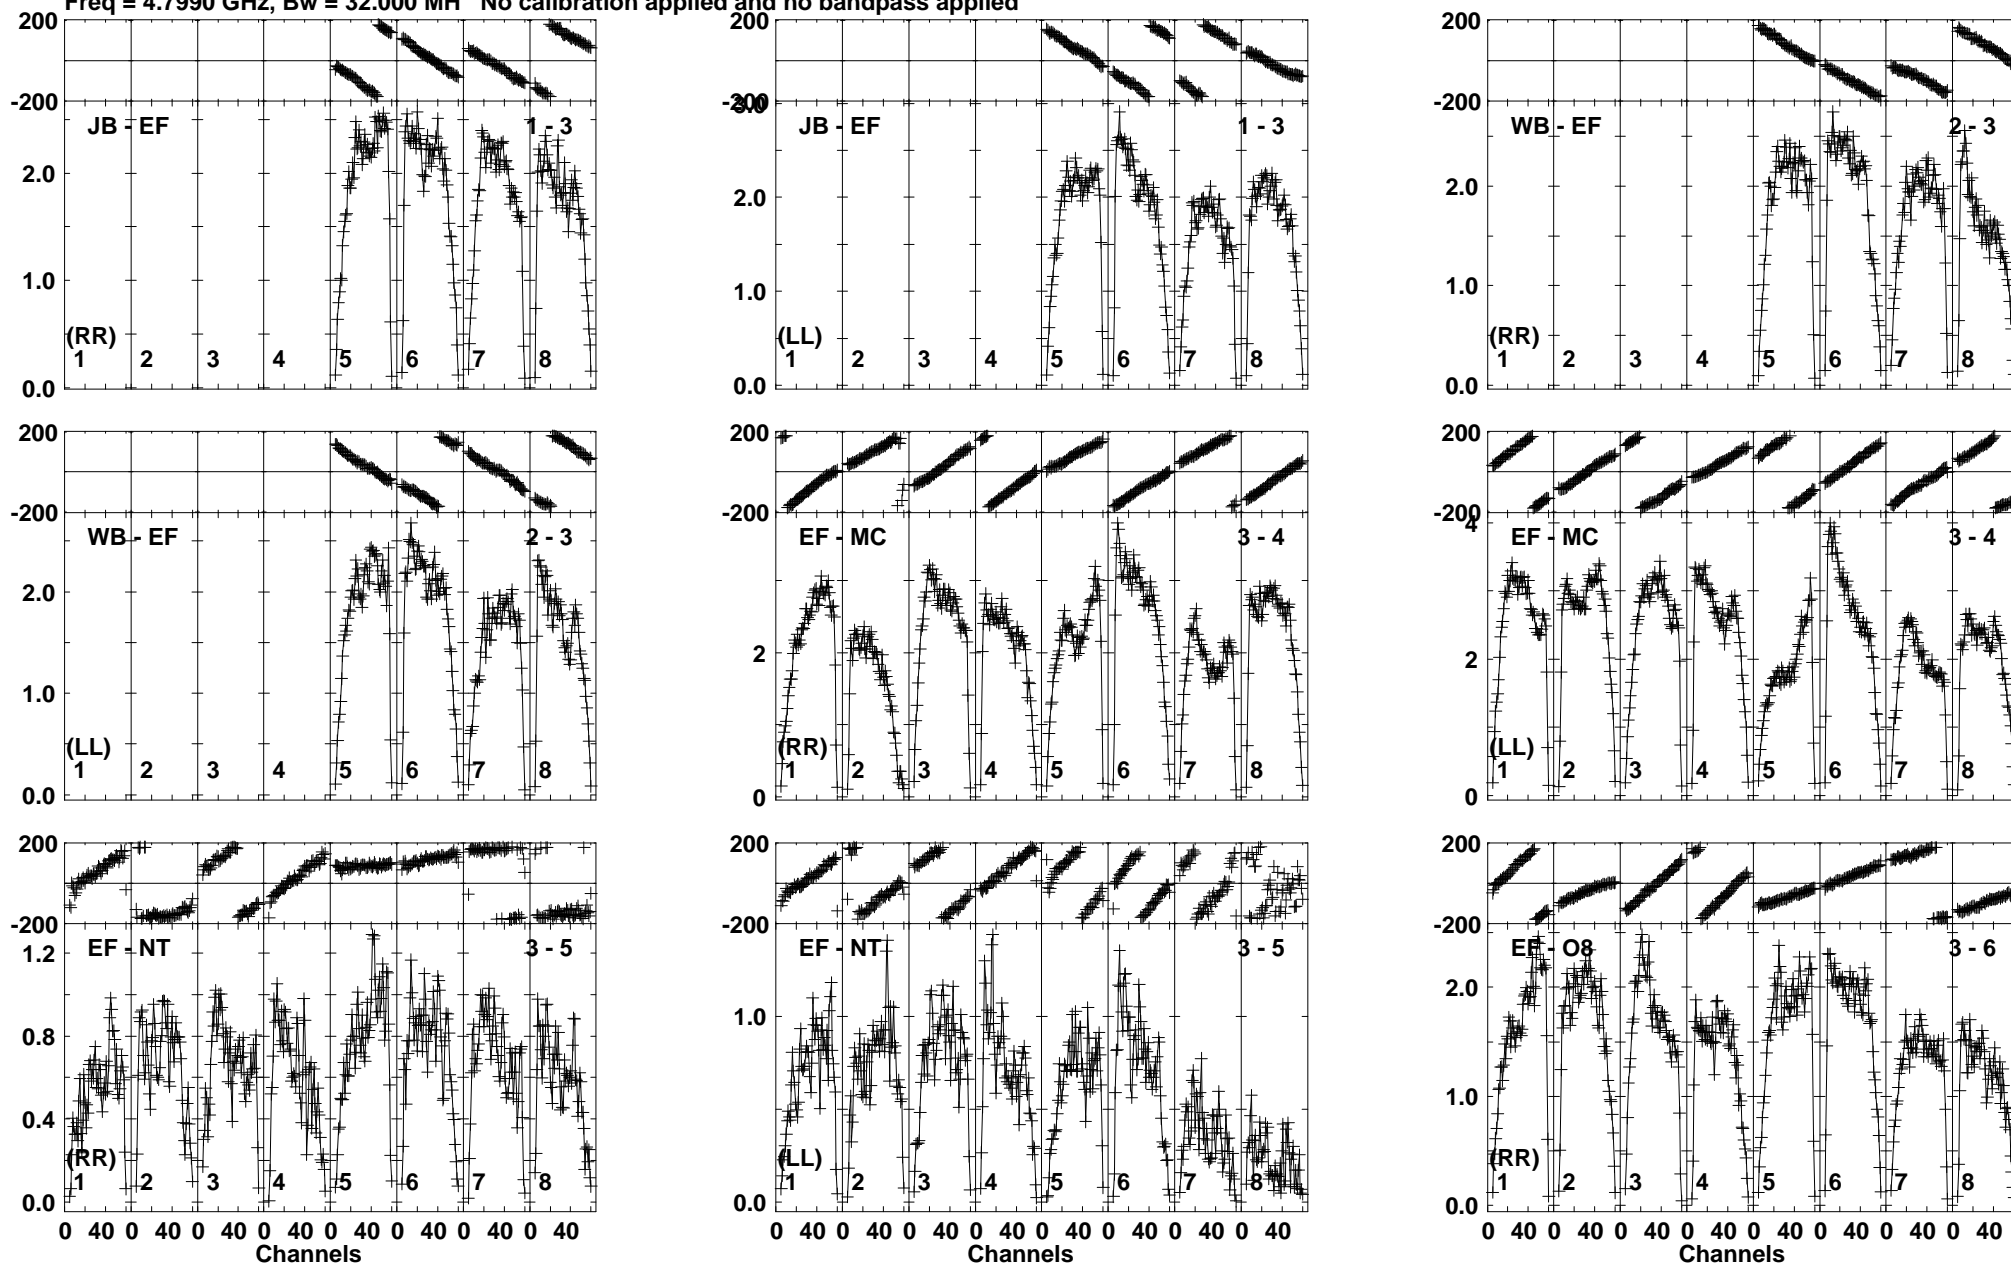 Freq = 4.7990 GHz, Bw = 32.000 MH No calibration applied and no bandpass applied
200 200 200
-200 -200 -200
3.0
JB - EF 1 - 3 JB - EF 1 - 3 WB - EF 2 - 3
2.0 2.0 2.0
1.0 1.0 1.0
(RR) (LL) (RR)
1 2 3 4 5 6 7 8 1 2 3 4 5 6 7 8 1 2 3 4 5 6 7 8
0.0 0.0 0.0
200 200 200
-200 -200 -200
4
WB - EF 2 - 3 EF - MC 3 - 4 EF - MC 3 - 4
2.0 2 2
1.0
(LL) (RR) (LL)
1 2 3 4 5 6 7 8 1 2 3 4 5 6 7 8 1 2 3 4 5 6 7 8
0.0 0 0
200 200 200
-200 -200 -200
EF - NT 3 - 5 EF - NT 3 - 5 EF - O8 3 - 6
1.2
1.0 2.0
0.8
0.4 1.0
(RR) (LL) (RR)
1 2 3 4 5 6 7 8 1 2 3 4 5 6 7 8 1 2 3 4 5 6 7 8
0.0 0.0 0.0
0 40 0 40 0 40 0 40 0 40 0 40 0 40 0 40 0 40 0 40 0 40 0 40 0 40 0 40 0 40 0 40 0 40 0 40 0 40 0 40 0 40 0 40 0 40 0 40
Channels Channels Channels